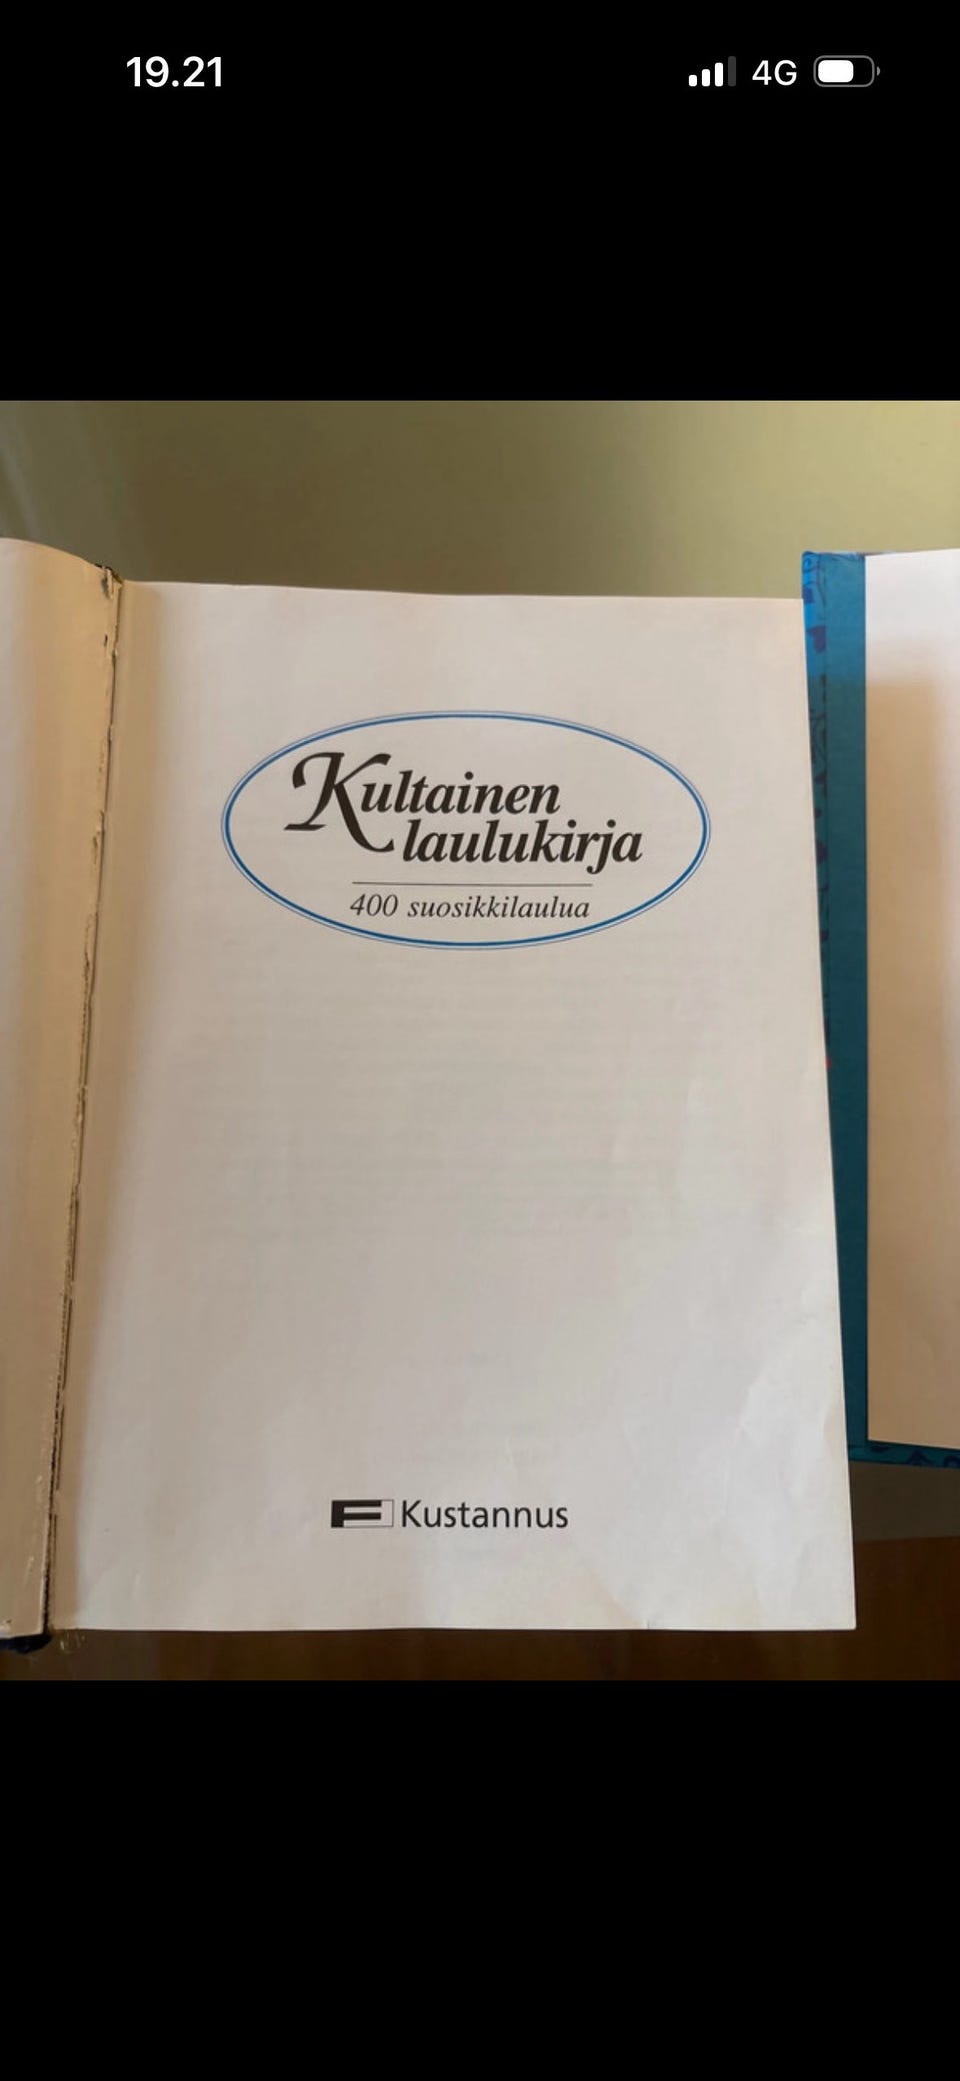 19.21
4G
Kultainen
laulukirja
400 suosikkilaulua
F Kustannus